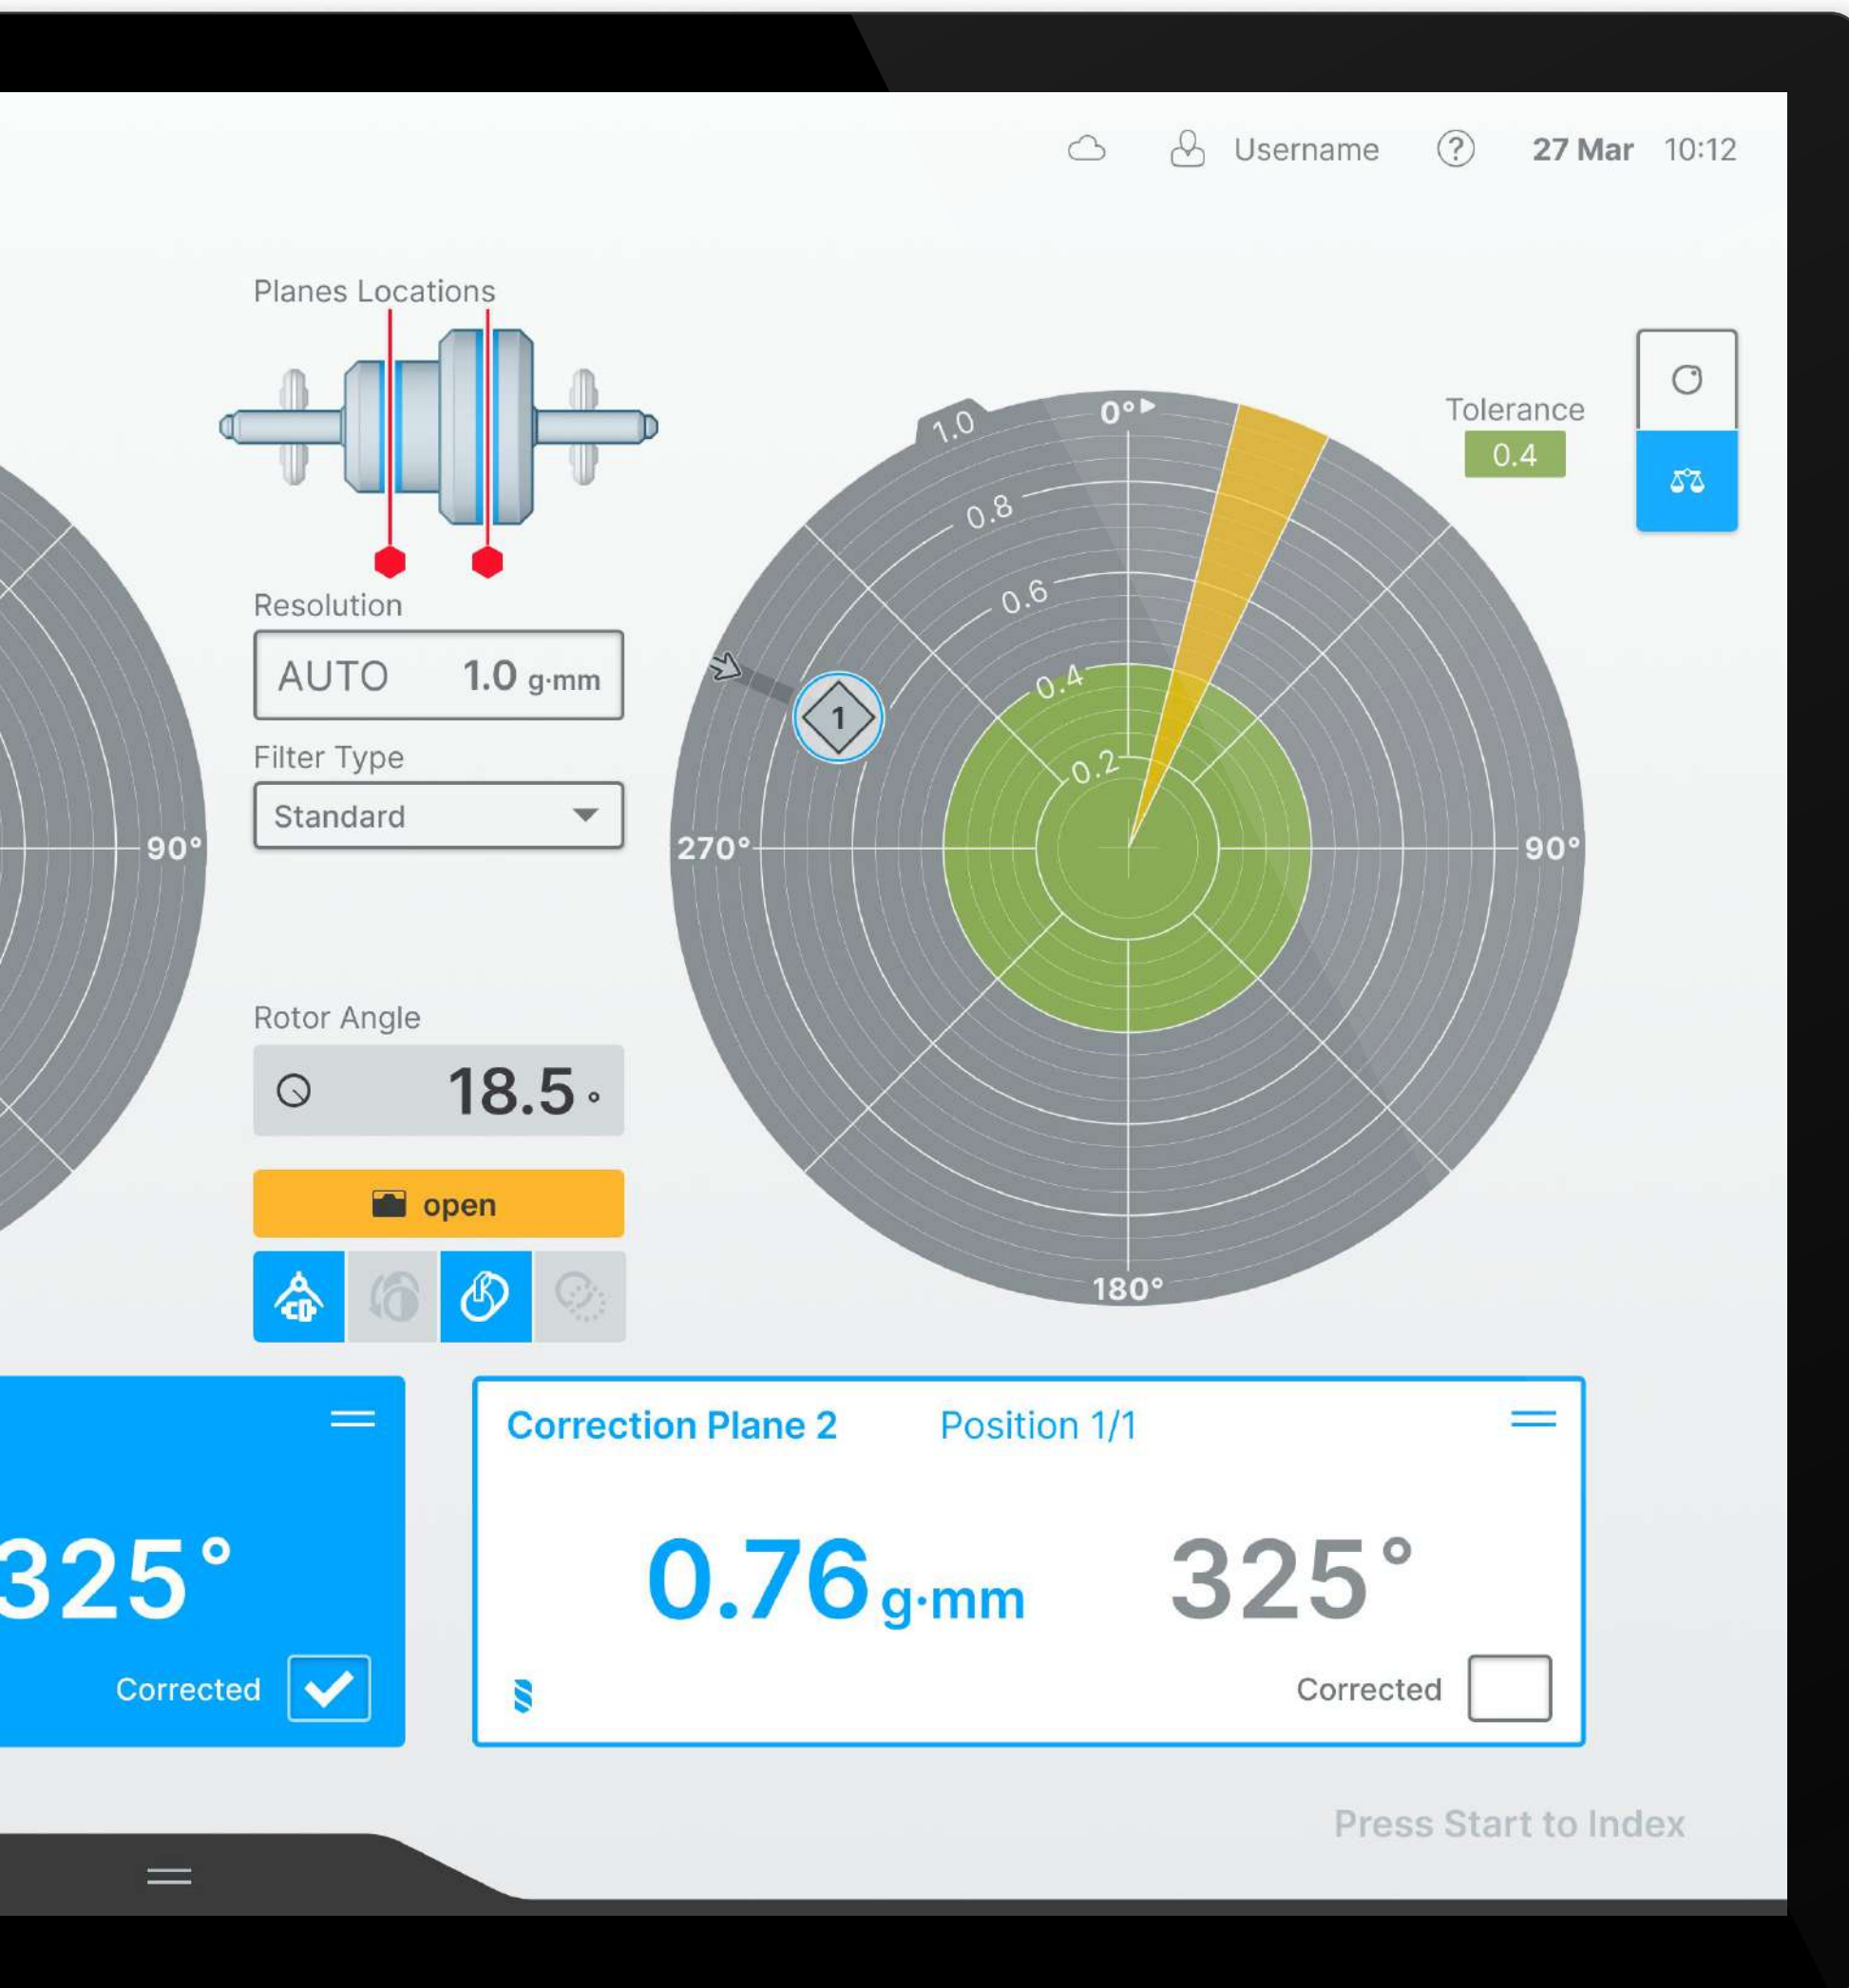 Username ? 27 Mar 10:12
Planes Locations
Tolerance
0.4
0°
1.0
0.8
0.6
0.4
0.2
270°
90°
180°
1
90°
Resolution
AUTO 1.0 g·mm
Filter Type
Standard
Rotor Angle
18.5 °
open
325°
Corrected
Correction Plane 2 Position 1/1
0.76 g·mm 325°
Corrected
Press Start to Index